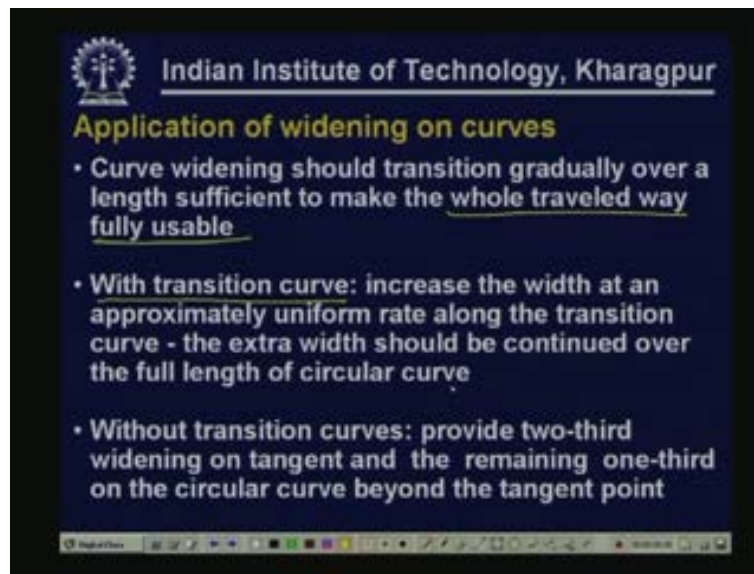 Indian Institute of Technology, Kharagpur
Application of widening on curves
• Curve widening should transition gradually over a
length sufficient to make the whole traveled way
fully usable
• With transition curve: increase the width at an
approximately uniform rate along the transition
curve - the extra width should be continued over
the full length of circular curve
• Without transition curves: provide two-third
widening on tangent and the remaining one-third
on the circular curve beyond the tangent point